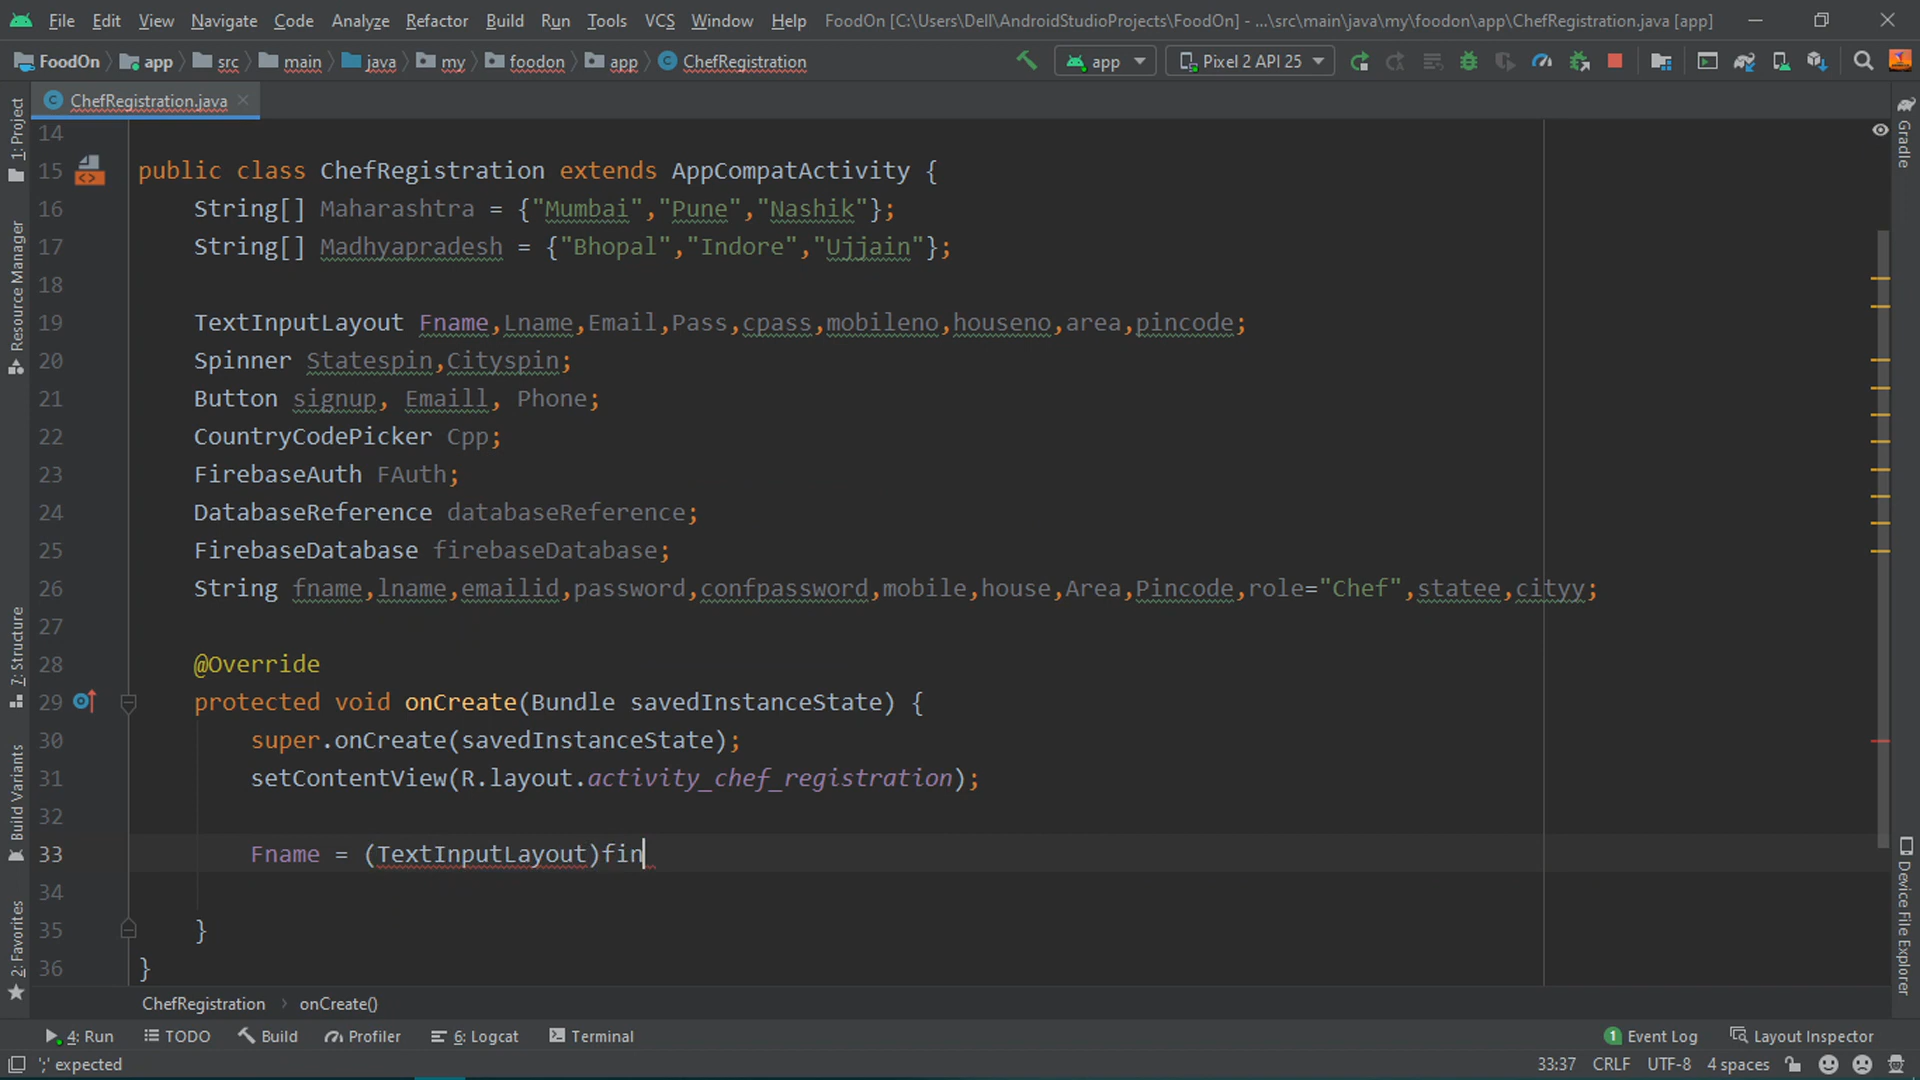 File Edit View Navigate Code Analyze Refactor Build Run Tools VCS Window Help FoodOn [C:\Users\Dell\AndroidStudioProjects\FoodOn] - ...\src\main\java\my\foodon\app\ChefRegistration.java [app]
FoodOn app src main java my foodon app ChefRegistration app Pixel 2 API 25
ChefRegistration.java
1: Project
Resource Manager
7: Structure
Build Variants
2: Favorites
Gradle
Device File Explorer
14
15 public class ChefRegistration extends AppCompatActivity {
16 String[] Maharashtra = {"Mumbai","Pune","Nashik"};
17 String[] Madhyapradesh = {"Bhopal","Indore","Ujjain"};
18
19 TextInputLayout Fname,Lname,Email,Pass,cpass,mobileno,houseno,area,pincode;
20 Spinner Statespin,Cityspin;
21 Button signup, Emaill, Phone;
22 CountryCodePicker Cpp;
23 FirebaseAuth FAuth;
24 DatabaseReference databaseReference;
25 FirebaseDatabase firebaseDatabase;
26 String fname,lname,emailid,password,confpassword,mobile,house,Area,Pincode,role="Chef",statee,cityy;
27
28 @Override
29 protected void onCreate(Bundle savedInstanceState) {
30 super.onCreate(savedInstanceState);
31 setContentView(R.layout.activity_chef_registration);
32
33 Fname = (TextInputLayout)fin
34
35 }
36 }
ChefRegistration › onCreate()
4: Run TODO Build Profiler 6: Logcat Terminal 1 Event Log Layout Inspector
';' expected 33:37 CRLF UTF-8 4 spaces